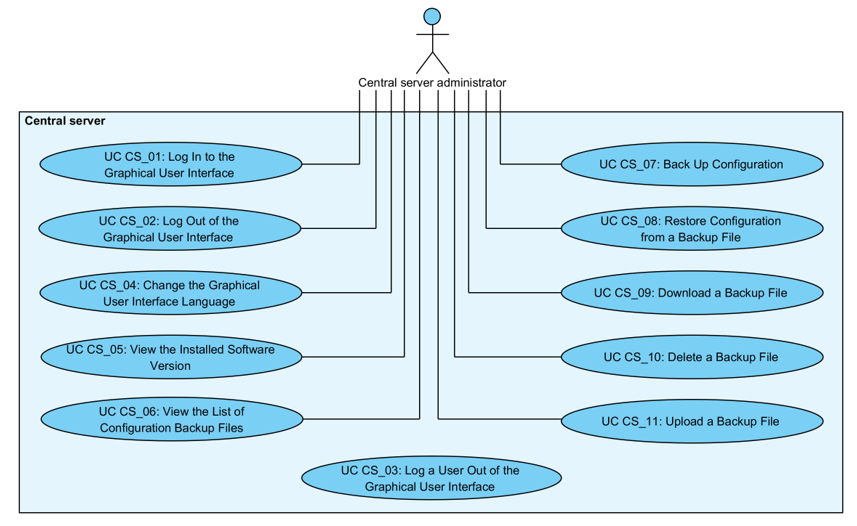 Central server administrator
Central server
UC CS_01: Log In to the
Graphical User Interface
UC CS_02: Log Out of the
Graphical User Interface
UC CS_04: Change the Graphical
User Interface Language
UC CS_05: View the Installed Software
Version
UC CS_06: View the List of
Configuration Backup Files
UC CS_07: Back Up Configuration
UC CS_08: Restore Configuration
from a Backup File
UC CS_09: Download a Backup File
UC CS_10: Delete a Backup File
UC CS_11: Upload a Backup File
UC CS_03: Log a User Out of the
Graphical User Interface